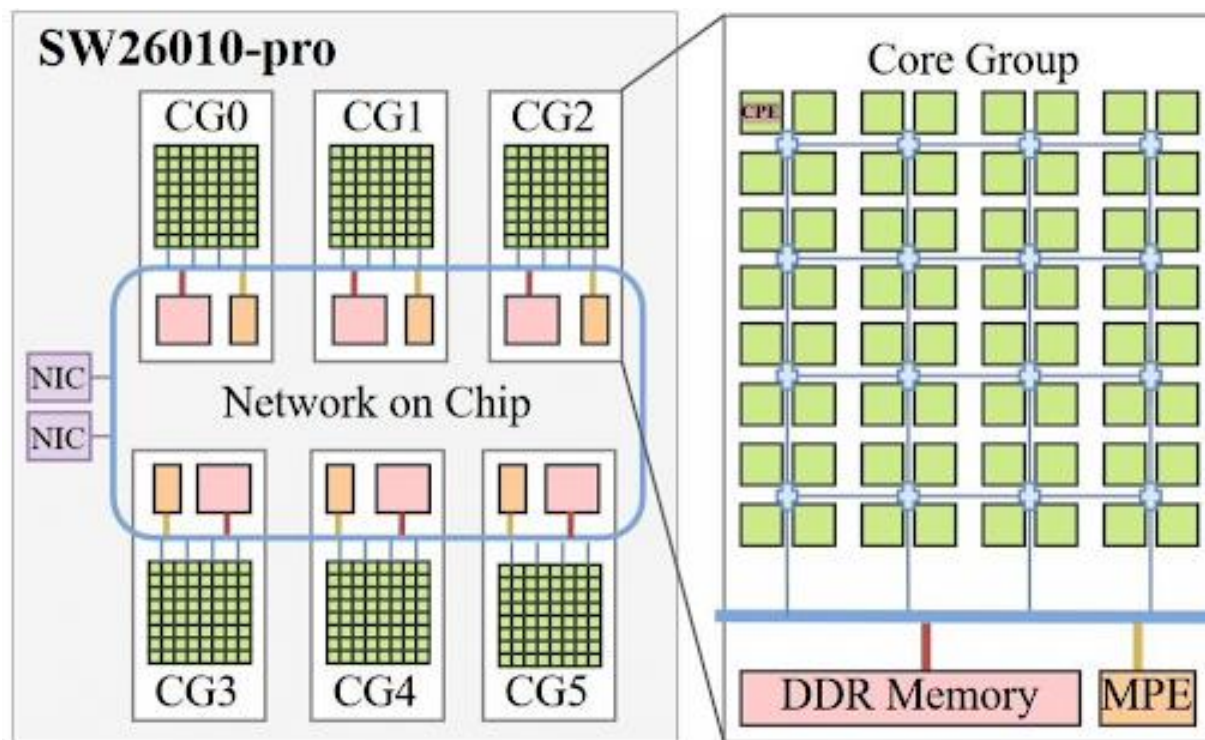 SW26010-pro
CG0
CG1
CG2
NIC
NIC
Network on Chip
CG3
CG4
CG5
Core Group
CPE
DDR Memory
MPE